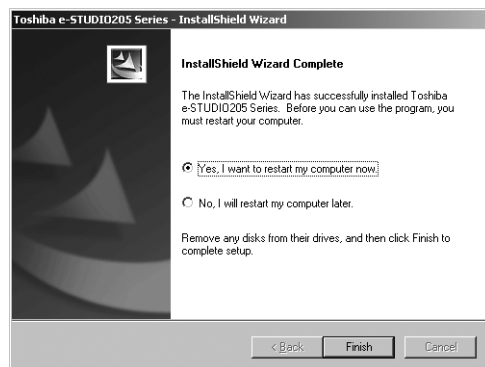 Toshiba e-STUDIO205 Series - InstallShield Wizard
InstallShield Wizard Complete
The InstallShield Wizard has successfully installed Toshiba
e-STUDIO205 Series. Before you can use the program, you
must restart your computer.
Yes, I want to restart my computer now.
No, I will restart my computer later.
Remove any disks from their drives, and then click Finish to
complete setup.
< Back
Finish
Cancel